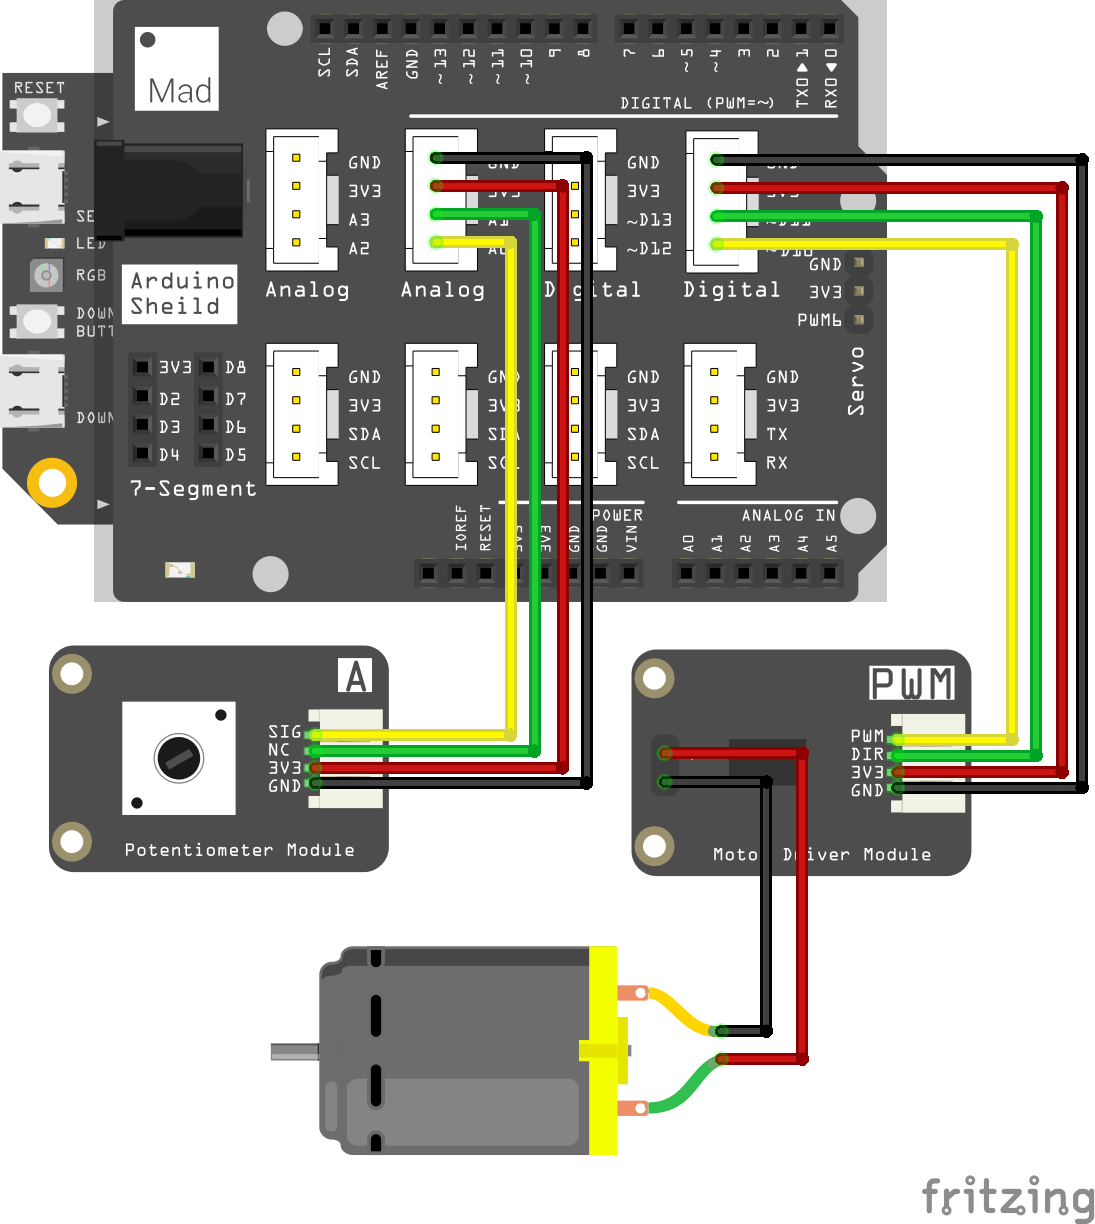 SCL
SDA
AREF
GND
~13
~12
~11
~10
9
8
7
6
~5
~4
3
2
TX0▶1
RX0◀0
DIGITAL (PWM=~)
Mad
RESET
LED
RGB
DOWN
BUTT
DOWN
Arduino
Sheild
GND
3V3
A3
A2
Analog
GND
3V3
A1
Analog
GND
3V3
~D13
~D12
Digital
3V3
~D11
~D10
Digital
GND
3V3
PWM6
Servo
3V3
D2
D3
D4
D8
D7
D6
D5
7-Segment
GND
3V3
SDA
SCL
GND
3V3
SDA
SCL
GND
3V3
SDA
SCL
GND
3V3
TX
RX
POWER
ANALOG IN
IOREF
RESET
3V3
GND
GND
VIN
A0
A1
A2
A3
A4
A5
A
SIG
NC
3V3
GND
Potentiometer Module
PWM
PWM
DIR
3V3
GND
Motor Driver Module
fritzing